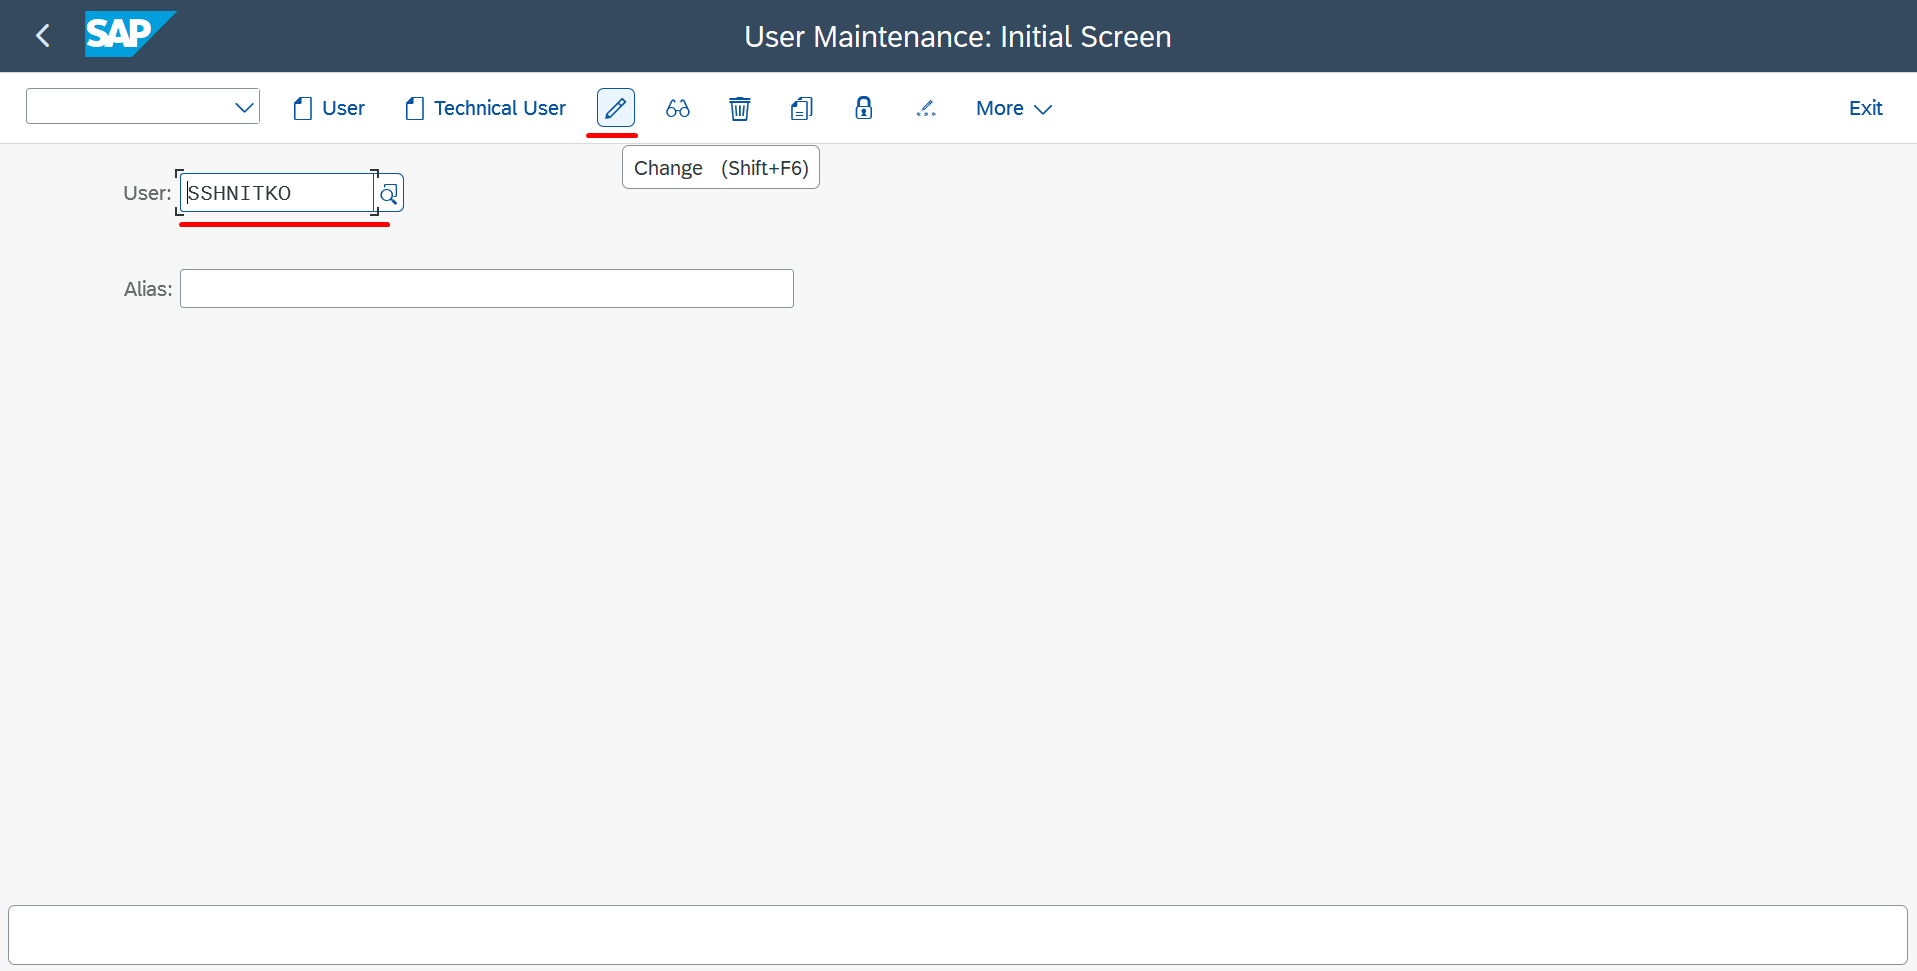 SAP
User Maintenance: Initial Screen
User
Technical User
More
Exit
Change (Shift+F6)
User: SSHNITKO
Alias: